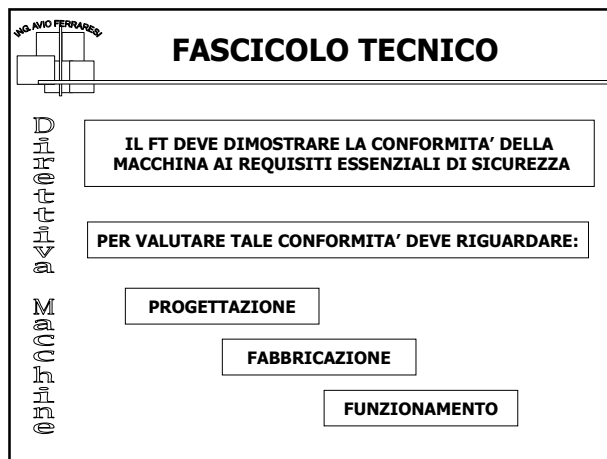 ING. AVIO FERRARESI
FASCICOLO TECNICO
Direttiva Macchine
IL FT DEVE DIMOSTRARE LA CONFORMITA’ DELLA
MACCHINA AI REQUISITI ESSENZIALI DI SICUREZZA
PER VALUTARE TALE CONFORMITA’ DEVE RIGUARDARE:
PROGETTAZIONE
FABBRICAZIONE
FUNZIONAMENTO